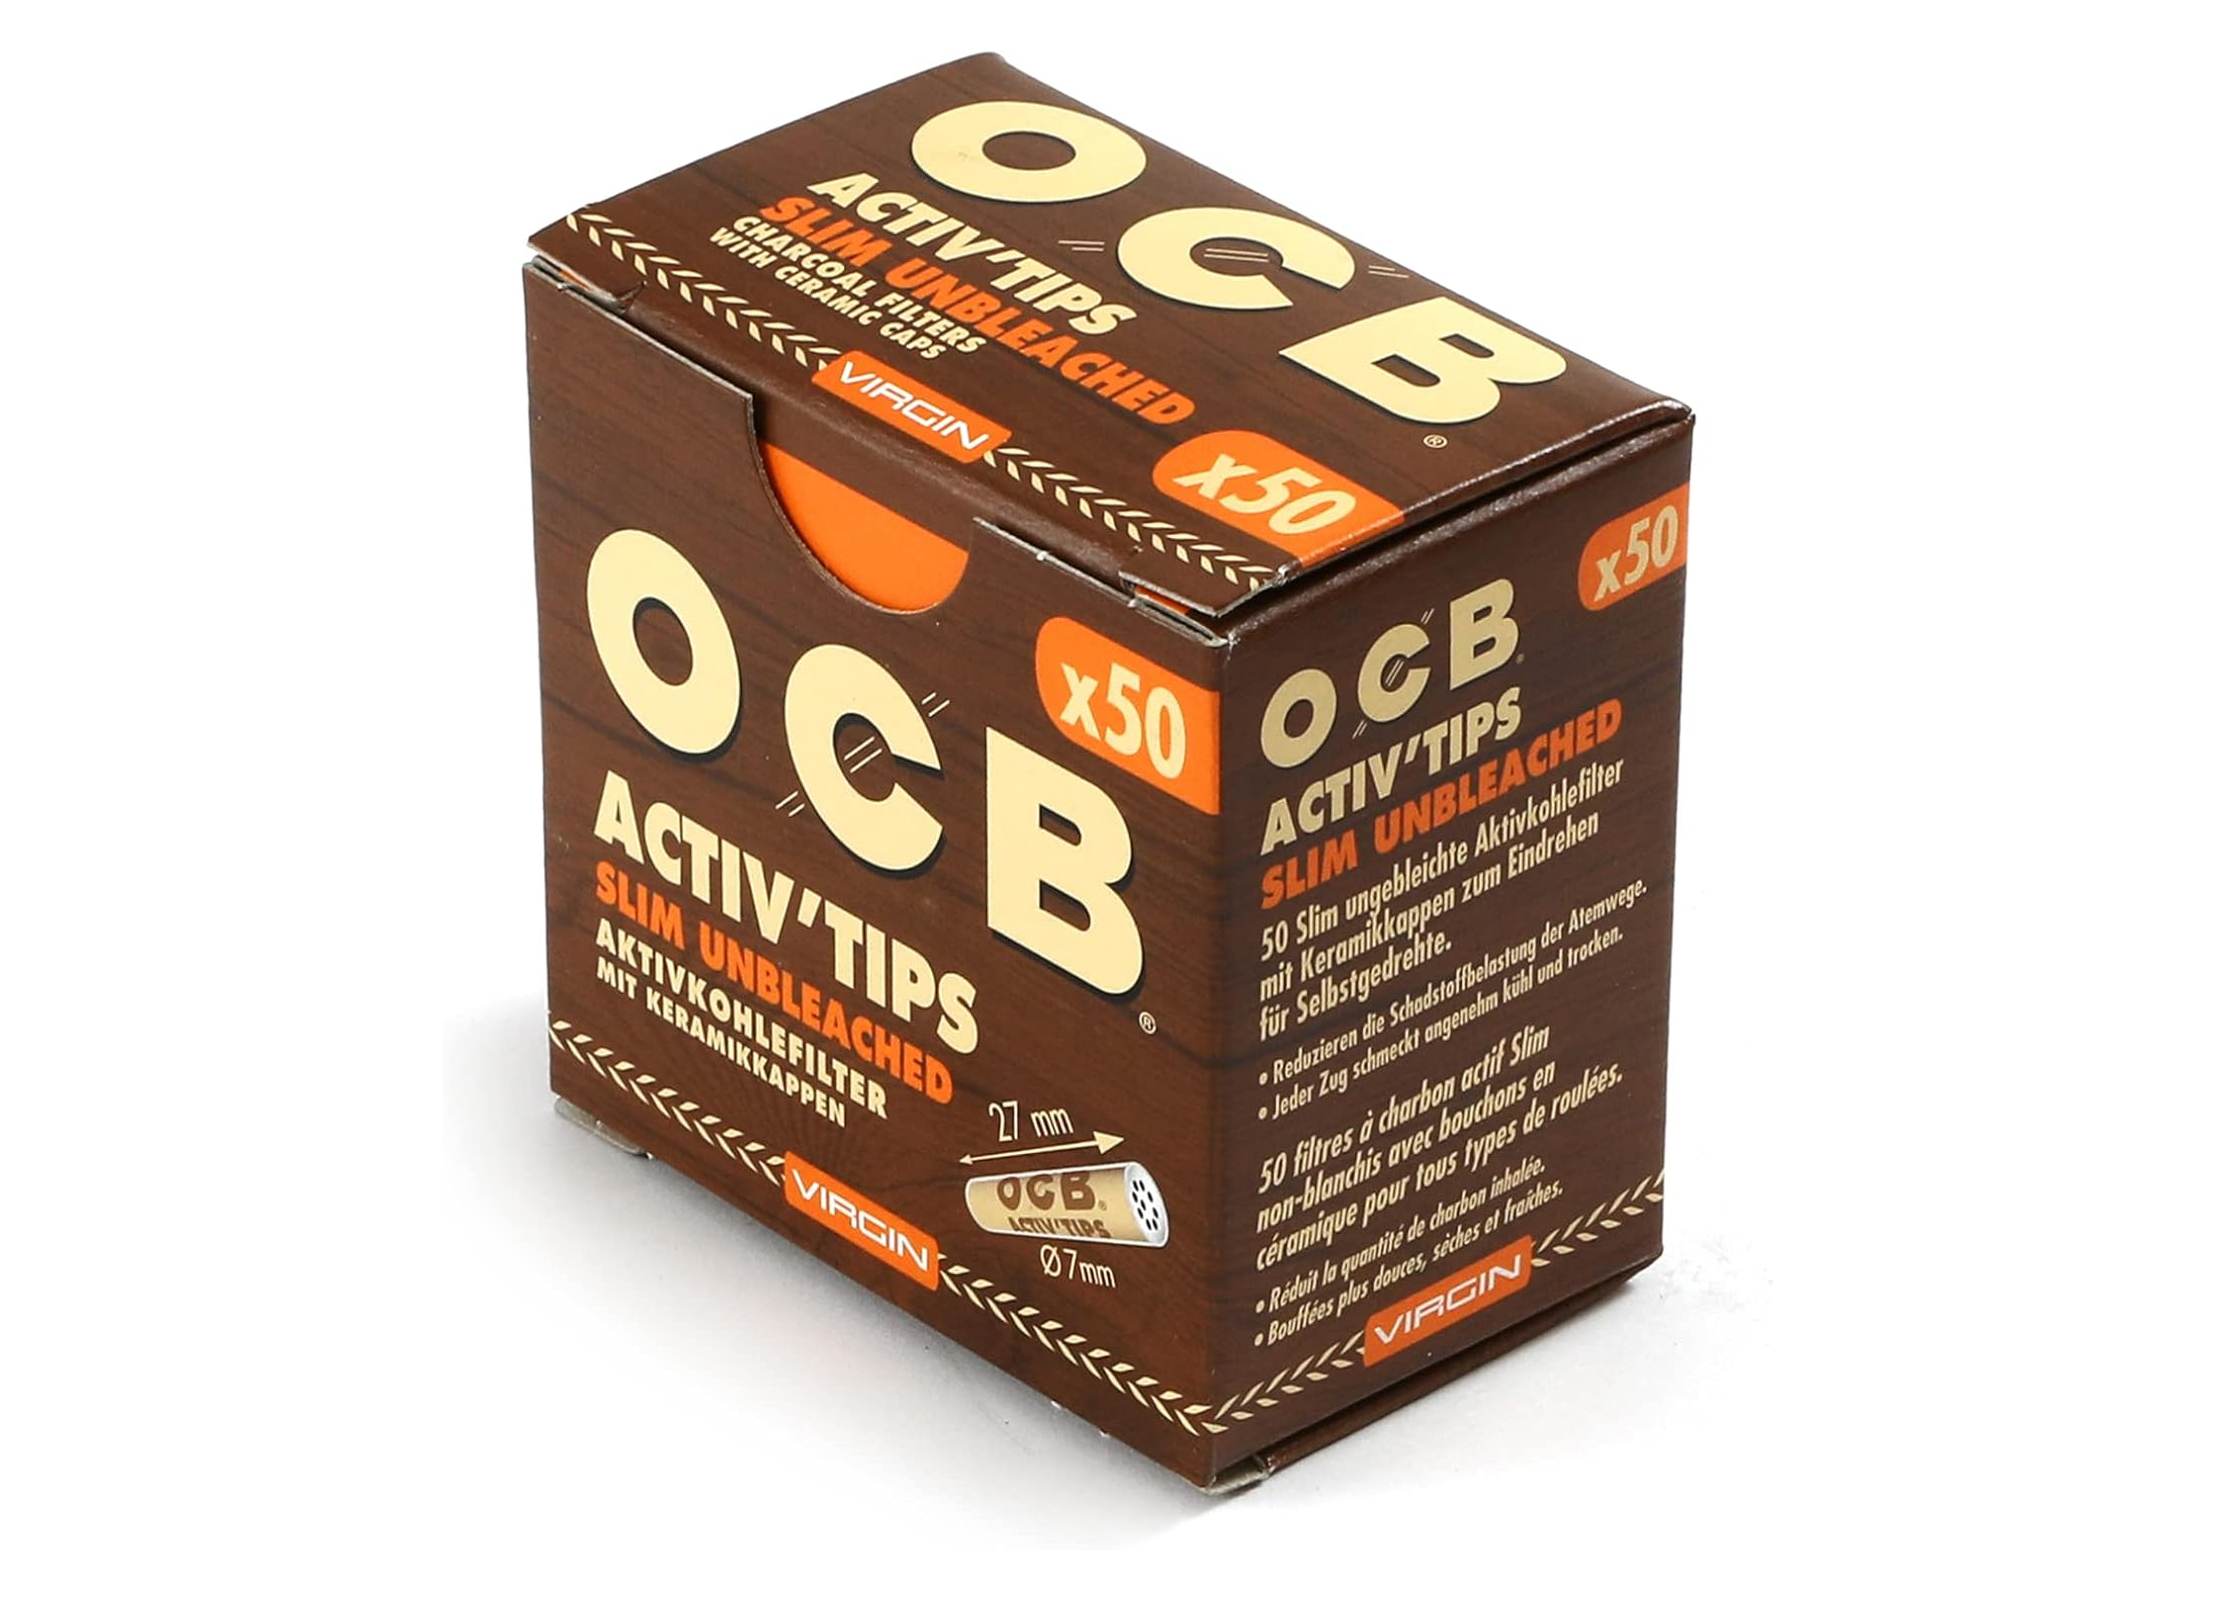 OCB®
ACTIV'TIPS
SLIM UNBLEACHED
CHARCOAL FILTERS
WITH CERAMIC CAPS
VIRGIN
x50
x50
OCB®
ACTIV'TIPS
SLIM UNBLEACHED
AKTIVKOHLEFILTER
MIT KERAMIKKAPPEN
27 mm
OCB®
ACTIV'TIPS
Ø7mm
VIRGIN
x50
OCB®
ACTIV'TIPS
SLIM UNBLEACHED
50 Slim ungebleichte Aktivkohlefilter
mit Keramikkappen zum Eindrehen
für Selbstgedrehte.
• Reduzieren die Schadstoffbelastung der Atemwege.
• Jeder Zug schmeckt angenehm kühl und trocken.
50 filtres à charbon actif Slim
non-blanchis avec bouchons en
céramique pour tous types de roulées.
• Réduit la quantité de charbon inhalée.
• Bouffées plus douces, sèches et fraîches.
VIRGIN